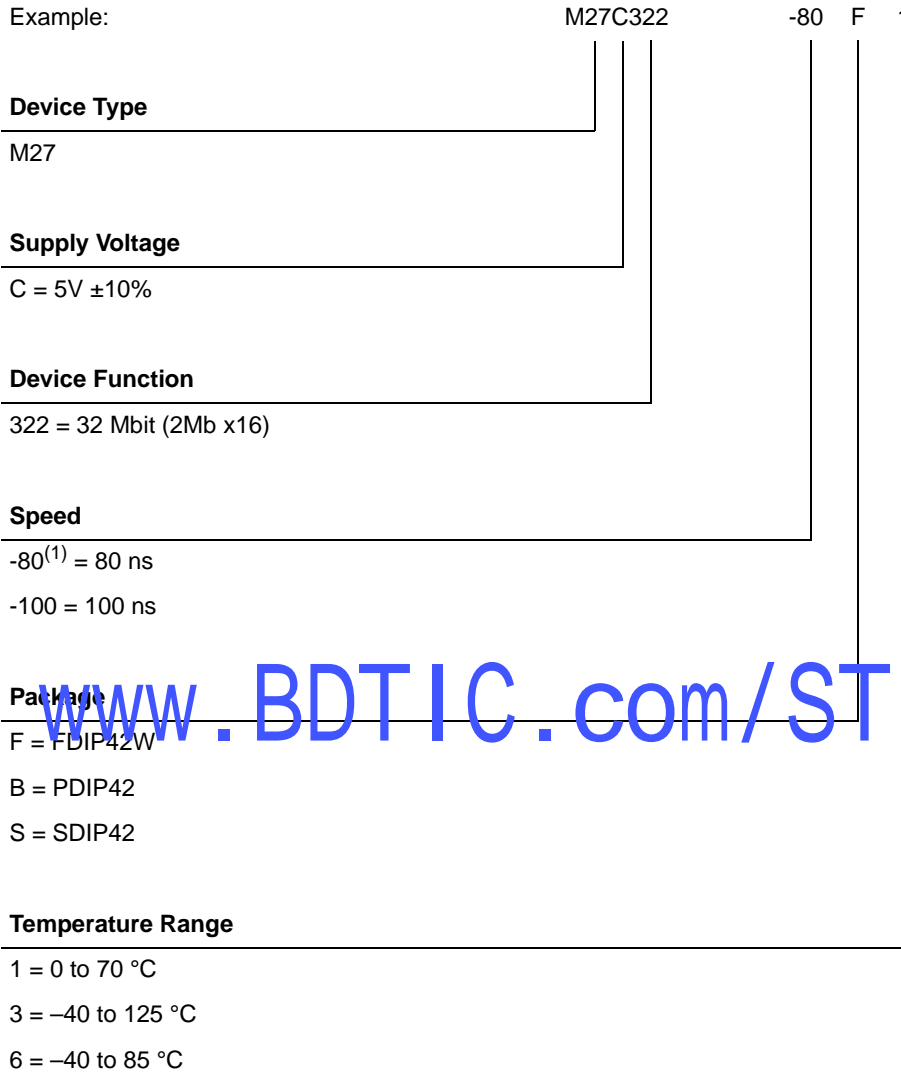 Example: M27C322 -80 F
Device Type
M27
Supply Voltage
C = 5V ±10%
Device Function
322 = 32 Mbit (2Mb x16)
Speed
-80(1) = 80 ns
-100 = 100 ns
Package
www.BDTIC.com/ST
F = FDIP42W
B = PDIP42
S = SDIP42
Temperature Range
1 = 0 to 70 °C
3 = –40 to 125 °C
6 = –40 to 85 °C